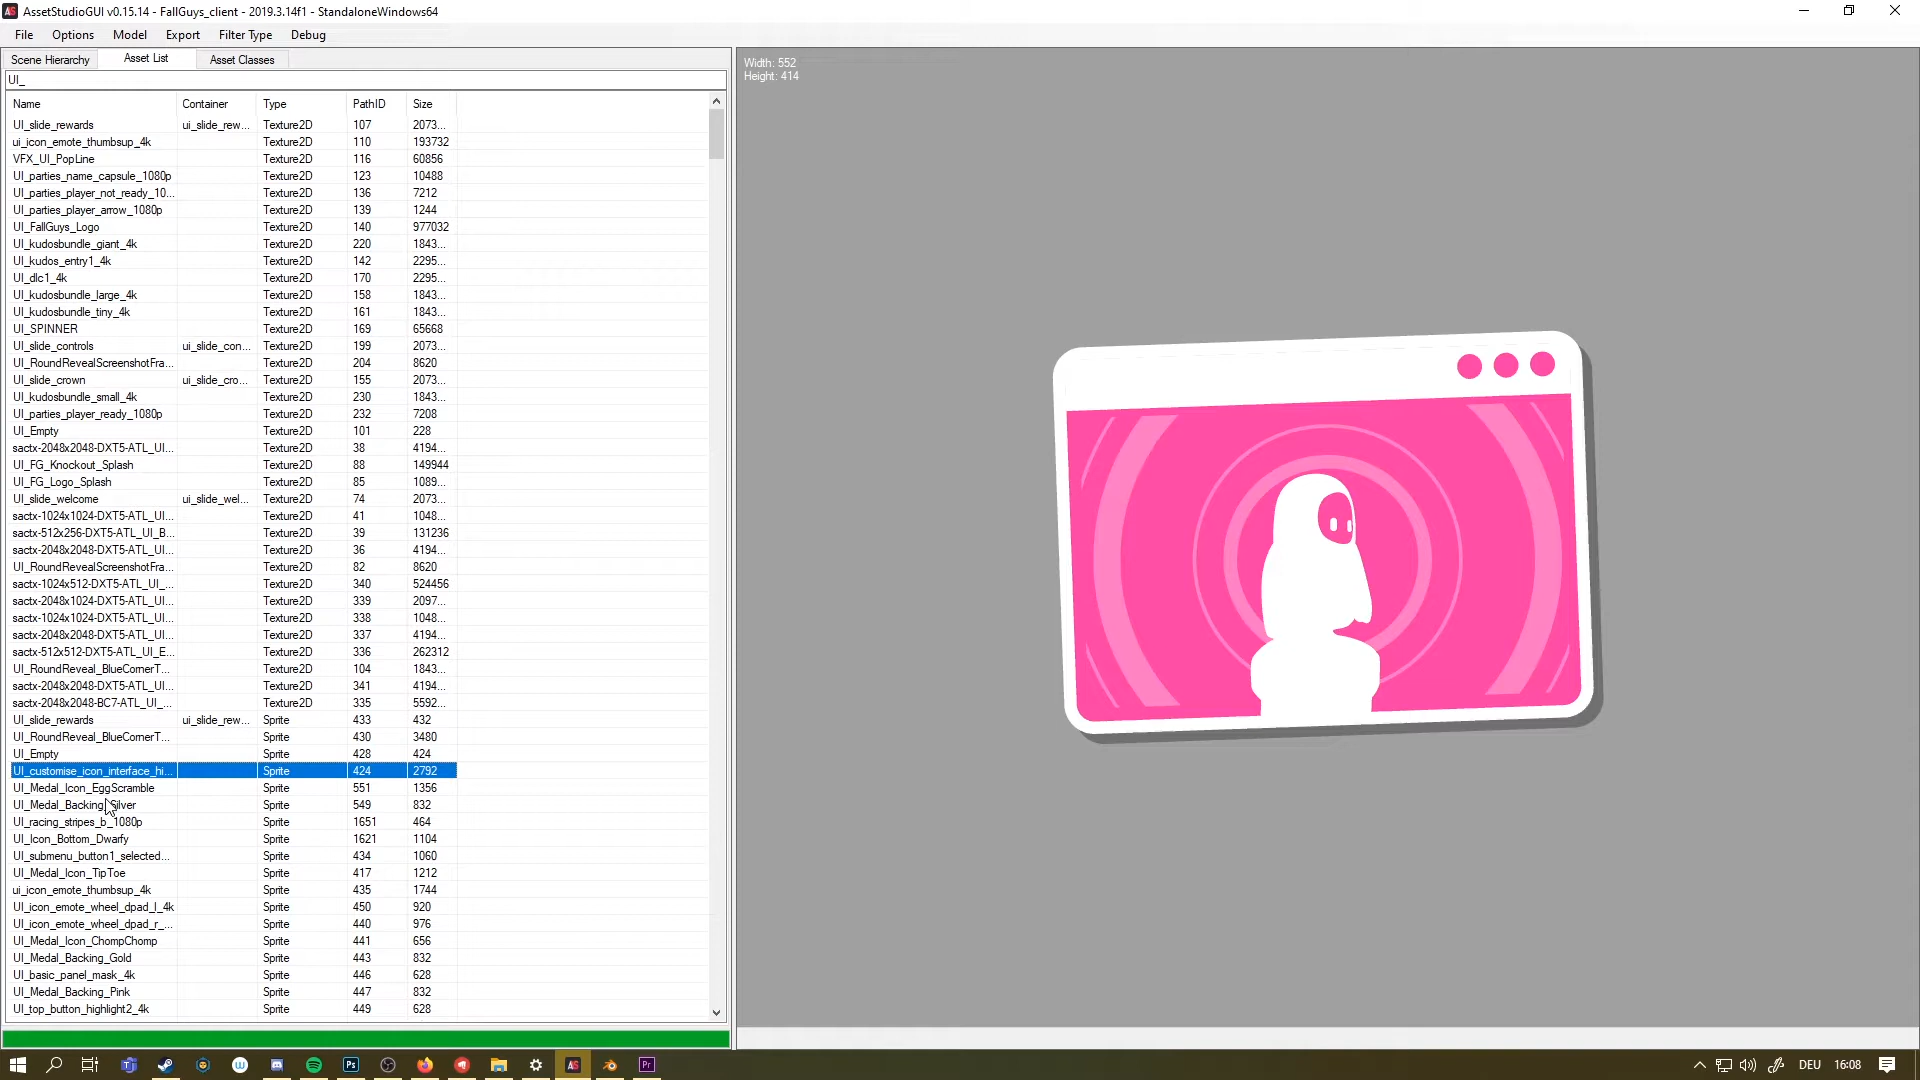 AssetStudioGUI v0.15.14 - FallGuys_client - 2019.3.14f1 - StandaloneWindows64
File Options Model Export Filter Type Debug
Scene Hierarchy Asset List Asset Classes
UI_
Width: 552
Height: 414
Name Container Type PathID Size
UI_slide_rewards ui_slide_rew... Texture2D 107 2073...
ui_icon_emote_thumbsup_4k Texture2D 110 193732
VFX_UI_PopLine Texture2D 116 60856
UI_parties_name_capsule_1080p Texture2D 123 10488
UI_parties_player_not_ready_10... Texture2D 136 7212
UI_parties_player_arrow_1080p Texture2D 139 1244
UI_FallGuys_Logo Texture2D 140 977032
UI_kudosbundle_giant_4k Texture2D 220 1843...
UI_kudos_entry1_4k Texture2D 142 2295...
UI_dlc1_4k Texture2D 170 2295...
UI_kudosbundle_large_4k Texture2D 158 1843...
UI_kudosbundle_tiny_4k Texture2D 161 1843...
UI_SPINNER Texture2D 169 65668
UI_slide_controls ui_slide_con... Texture2D 199 2073...
UI_RoundRevealScreenshotFra... Texture2D 204 8620
UI_slide_crown ui_slide_cro... Texture2D 155 2073...
UI_kudosbundle_small_4k Texture2D 230 1843...
UI_parties_player_ready_1080p Texture2D 232 7208
UI_Empty Texture2D 101 228
sactx-2048x2048-DXT5-ATL_UI... Texture2D 38 4194...
UI_FG_Knockout_Splash Texture2D 88 149944
UI_FG_Logo_Splash Texture2D 85 1089...
UI_slide_welcome ui_slide_wel... Texture2D 74 2073...
sactx-1024x1024-DXT5-ATL_UI... Texture2D 41 1048...
sactx-512x256-DXT5-ATL_UI_B... Texture2D 39 131236
sactx-2048x2048-DXT5-ATL_UI... Texture2D 36 4194...
UI_RoundRevealScreenshotFra... Texture2D 82 8620
sactx-1024x512-DXT5-ATL_UI_... Texture2D 340 524456
sactx-2048x1024-DXT5-ATL_UI... Texture2D 339 2097...
sactx-1024x1024-DXT5-ATL_UI... Texture2D 338 1048...
sactx-2048x2048-DXT5-ATL_UI... Texture2D 337 4194...
sactx-512x512-DXT5-ATL_UI_E... Texture2D 336 262312
UI_RoundReveal_BlueCornerT... Texture2D 104 1843...
sactx-2048x2048-DXT5-ATL_UI... Texture2D 341 4194...
sactx-2048x2048-BC7-ATL_UI_... Texture2D 335 5592...
UI_slide_rewards ui_slide_rew... Sprite 433 432
UI_RoundReveal_BlueCornerT... Sprite 430 3480
UI_Empty Sprite 428 424
UI_customise_icon_interface_hi... Sprite 424 2792
UI_Medal_Icon_EggScramble Sprite 551 1356
UI_Medal_Backing_Silver Sprite 549 832
UI_racing_stripes_b_1080p Sprite 1651 464
UI_Icon_Bottom_Dwarfy Sprite 1621 1104
UI_submenu_button1_selected... Sprite 434 1060
UI_Medal_Icon_TipToe Sprite 417 1212
ui_icon_emote_thumbsup_4k Sprite 435 1744
UI_icon_emote_wheel_dpad_l_4k Sprite 450 920
UI_icon_emote_wheel_dpad_r_... Sprite 440 976
UI_Medal_Icon_ChompChomp Sprite 441 656
UI_Medal_Backing_Gold Sprite 443 832
UI_basic_panel_mask_4k Sprite 446 628
UI_Medal_Backing_Pink Sprite 447 832
UI_top_button_highlight2_4k Sprite 449 628
DEU 16:08